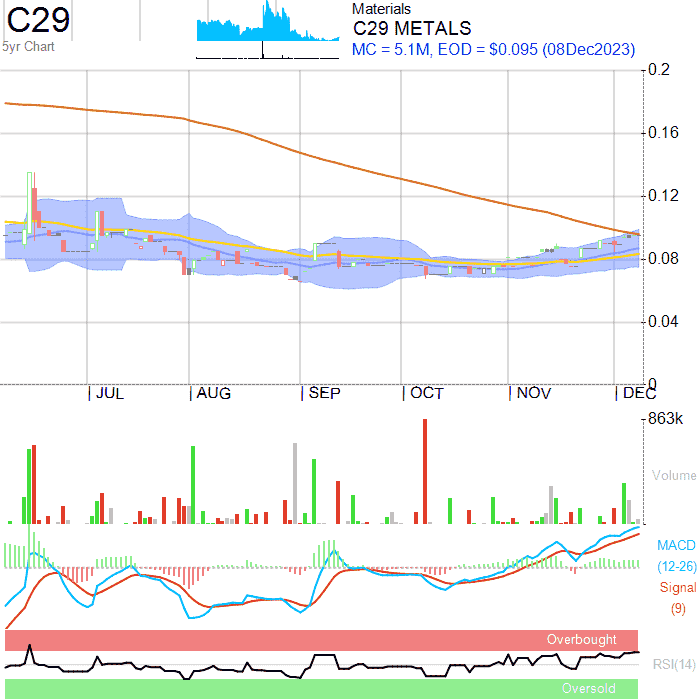 C29
5yr Chart
Materials
C29 METALS
MC = 5.1M, EOD = $0.095 (08Dec2023)
0.2
0.16
0.12
0.08
0.04
0
JUL AUG SEP OCT NOV DEC
863k
Volume
MACD
(12-26)
Signal
(9)
Overbought
RSI(14)
Oversold